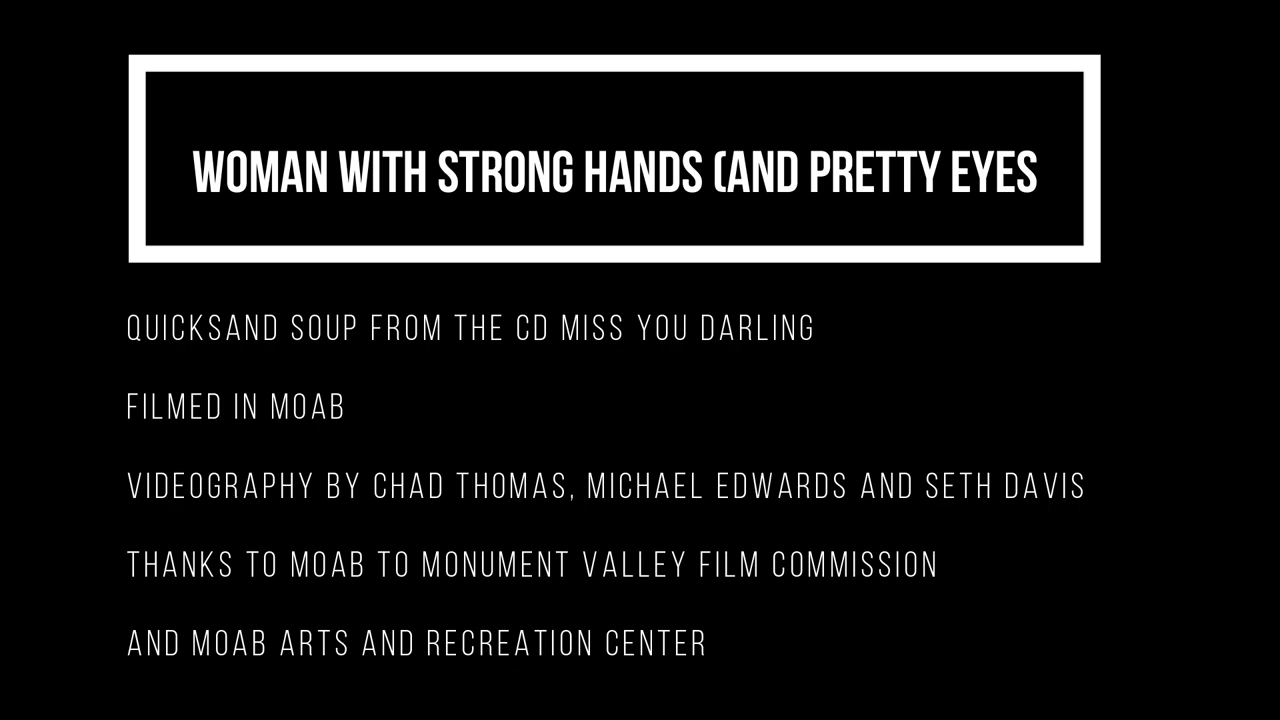 WOMAN WITH STRONG HANDS (AND PRETTY EYES
QUICKSAND SOUP FROM THE CD MISS YOU DARLING
FILMED IN MOAB
VIDEOGRAPHY BY CHAD THOMAS, MICHAEL EDWARDS AND SETH DAVIS
THANKS TO MOAB TO MONUMENT VALLEY FILM COMMISSION
AND MOAB ARTS AND RECREATION CENTER